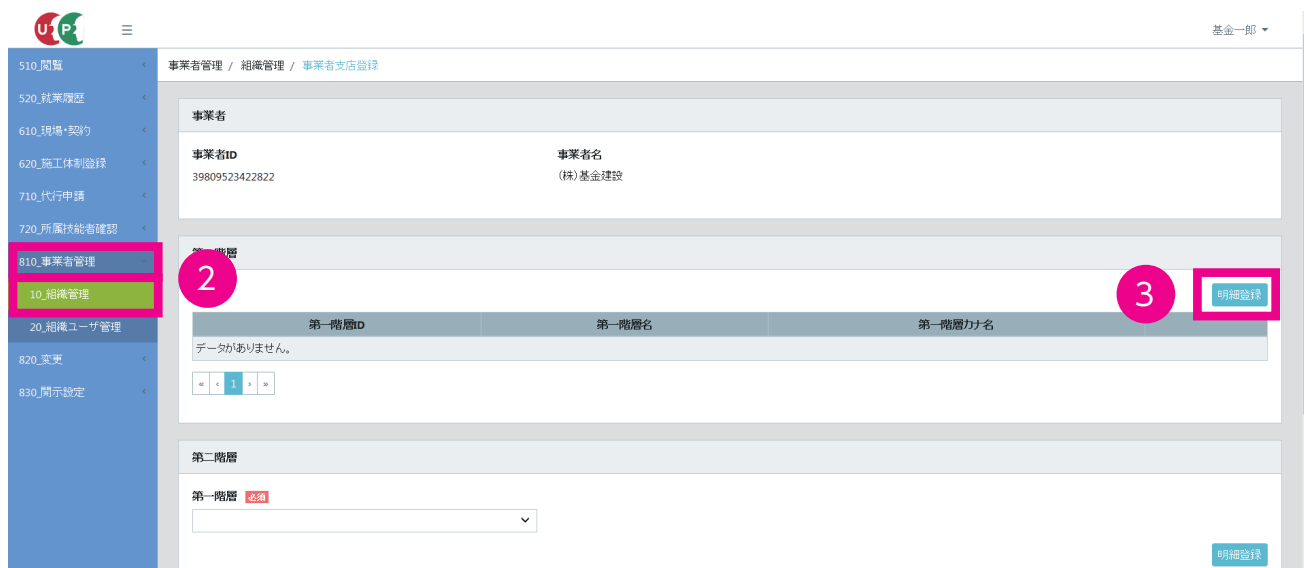 U P
☰
基金一郎
510_閲覧
520_就業履歴
610_現場・契約
620_施工体制登録
710_代行申請
720_所属技能者確認
810_事業者管理
10_組織管理
20_組織ユーザ管理
820_変更
830_開示設定
事業者管理 / 組織管理 / 事業者支店登録
事業者
事業者ID 事業者名
39809523422822 (株)基金建設
階層
2
3
明細登録
第一階層ID 第一階層名 第一階層カナ名
データがありません。
« ‹ 1 › »
第二階層
第一階層 必須
明細登録